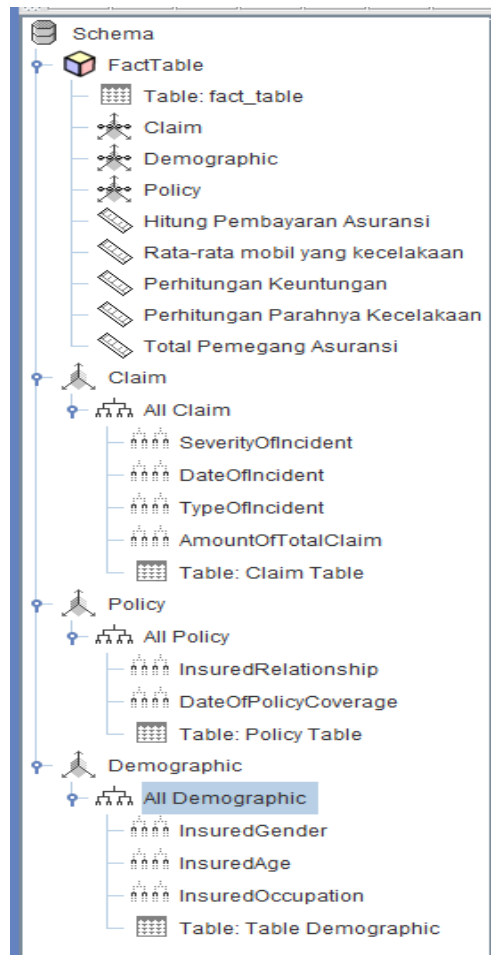 Schema
FactTable
Table: fact_table
Claim
Demographic
Policy
Hitung Pembayaran Asuransi
Rata-rata mobil yang kecelakaan
Perhitungan Keuntungan
Perhitungan Parahnya Kecelakaan
Total Pemegang Asuransi
Claim
All Claim
SeverityOfIncident
DateOfIncident
TypeOfIncident
AmountOfTotalClaim
Table: Claim Table
Policy
All Policy
InsuredRelationship
DateOfPolicyCoverage
Table: Policy Table
Demographic
All Demographic
InsuredGender
InsuredAge
InsuredOccupation
Table: Table Demographic